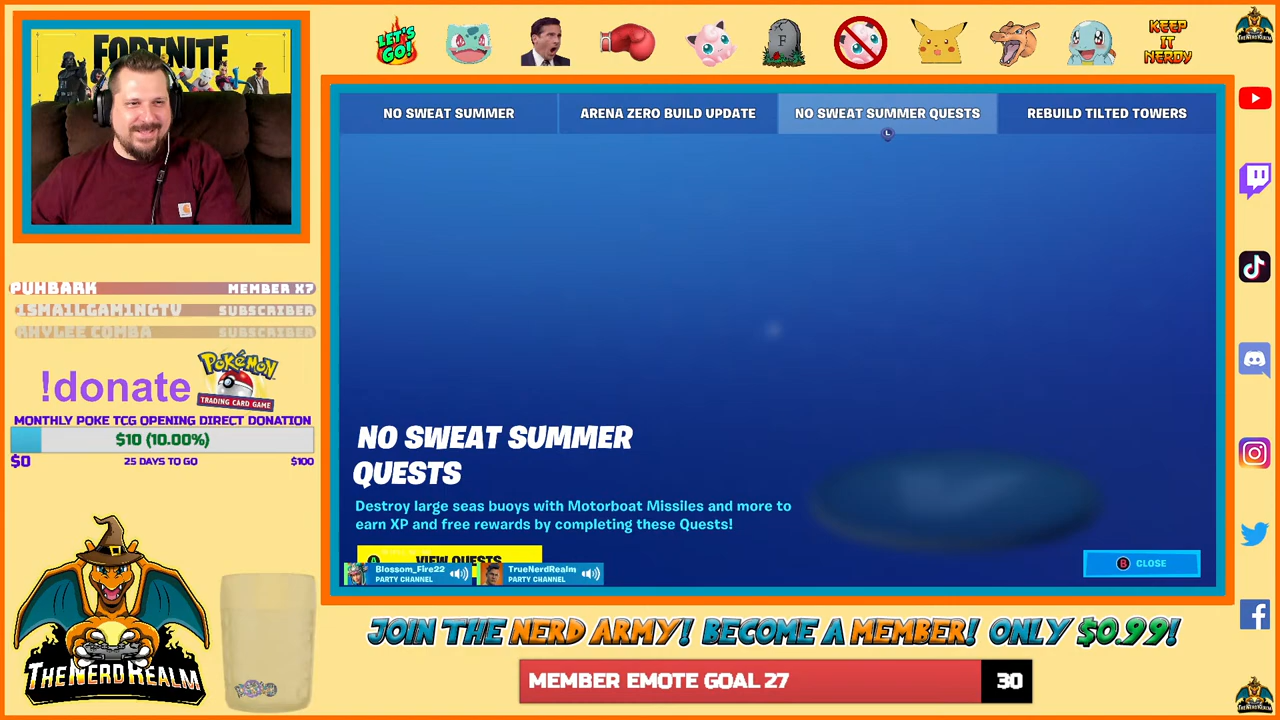 FORTNITE
LET'S GO!
F
KEEP IT NERDY
NO SWEAT SUMMER
ARENA ZERO BUILD UPDATE
NO SWEAT SUMMER QUESTS
REBUILD TILTED TOWERS
L
PUHBARK MEMBER X7
1SMA1LGAM1NGTV SUBSCRIBER
SUBSCRIBER
!donate
Pokémon
TRADING CARD GAME
MONTHLY POKE TCG OPENING DIRECT DONATION
$10 (10.00%)
$0 25 DAYS TO GO $100
NO SWEAT SUMMER
QUESTS
Destroy large seas buoys with Motorboat Missiles and more to
earn XP and free rewards by completing these Quests!
VIEW QUESTS
Blossom_Fire22
PARTY CHANNEL
TrueNerdRealm
PARTY CHANNEL
B CLOSE
THENERDREALM
JOIN THE NERD ARMY! BECOME A MEMBER! ONLY $0.99!
MEMBER EMOTE GOAL 27 30